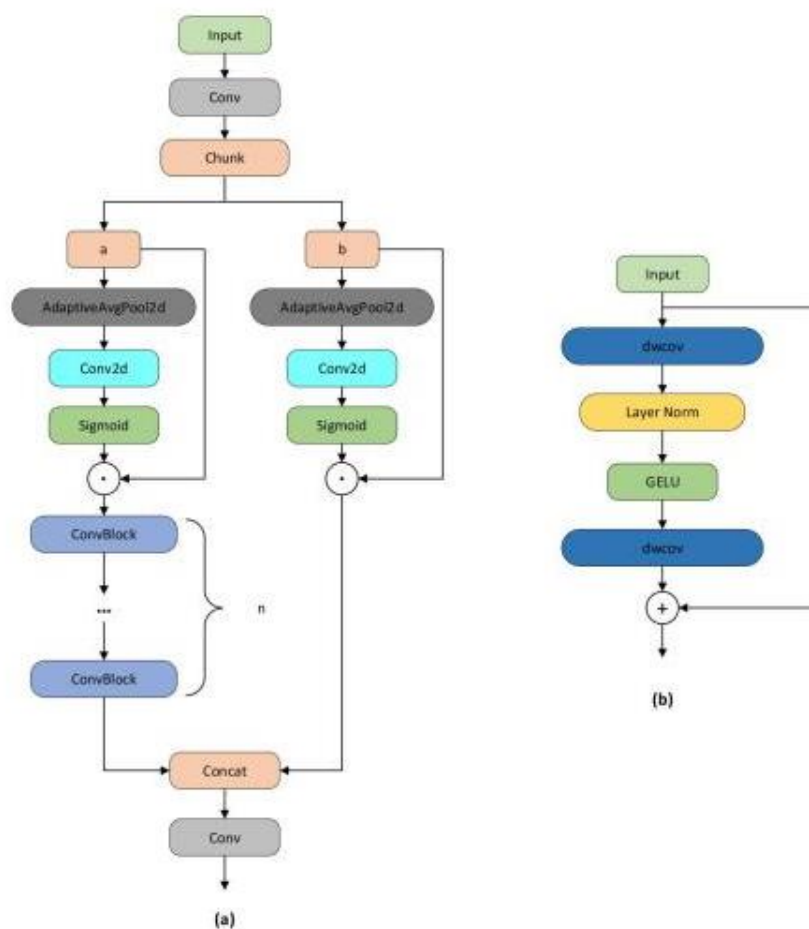 Input
Conv
Chunk
a
b
AdaptiveAvgPool2d
AdaptiveAvgPool2d
Conv2d
Conv2d
Sigmoid
Sigmoid
ConvBlock
...
n
ConvBlock
Concat
Conv
(a)
Input
dwcov
Layer Norm
GELU
dwcov
+
(b)